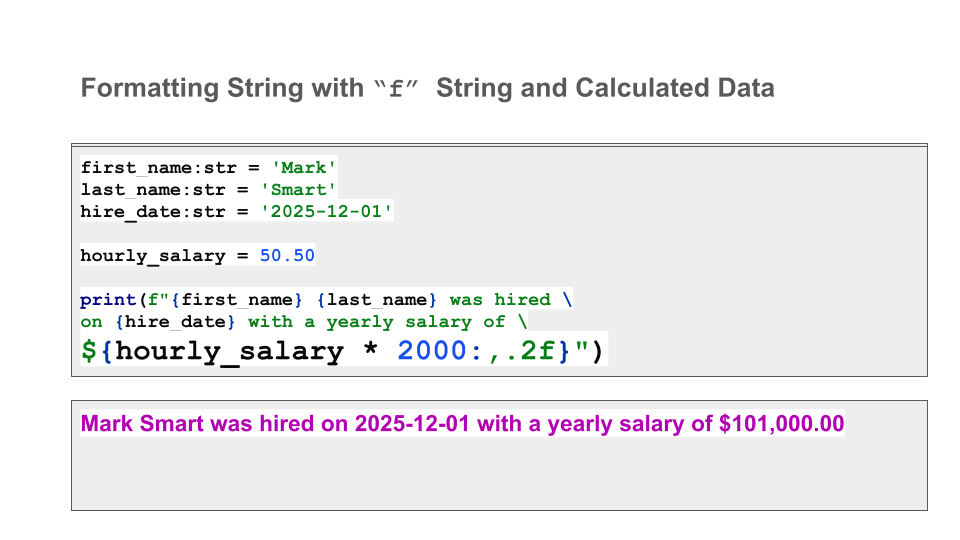 Formatting String with “f” String and Calculated Data
first_name:str = 'Mark'
last_name:str = 'Smart'
hire_date:str = '2025-12-01'
hourly_salary = 50.50
print(f"{first_name} {last_name} was hired \
on {hire_date} with a yearly salary of \
${hourly_salary * 2000:,.2f}")
Mark Smart was hired on 2025-12-01 with a yearly salary of $101,000.00